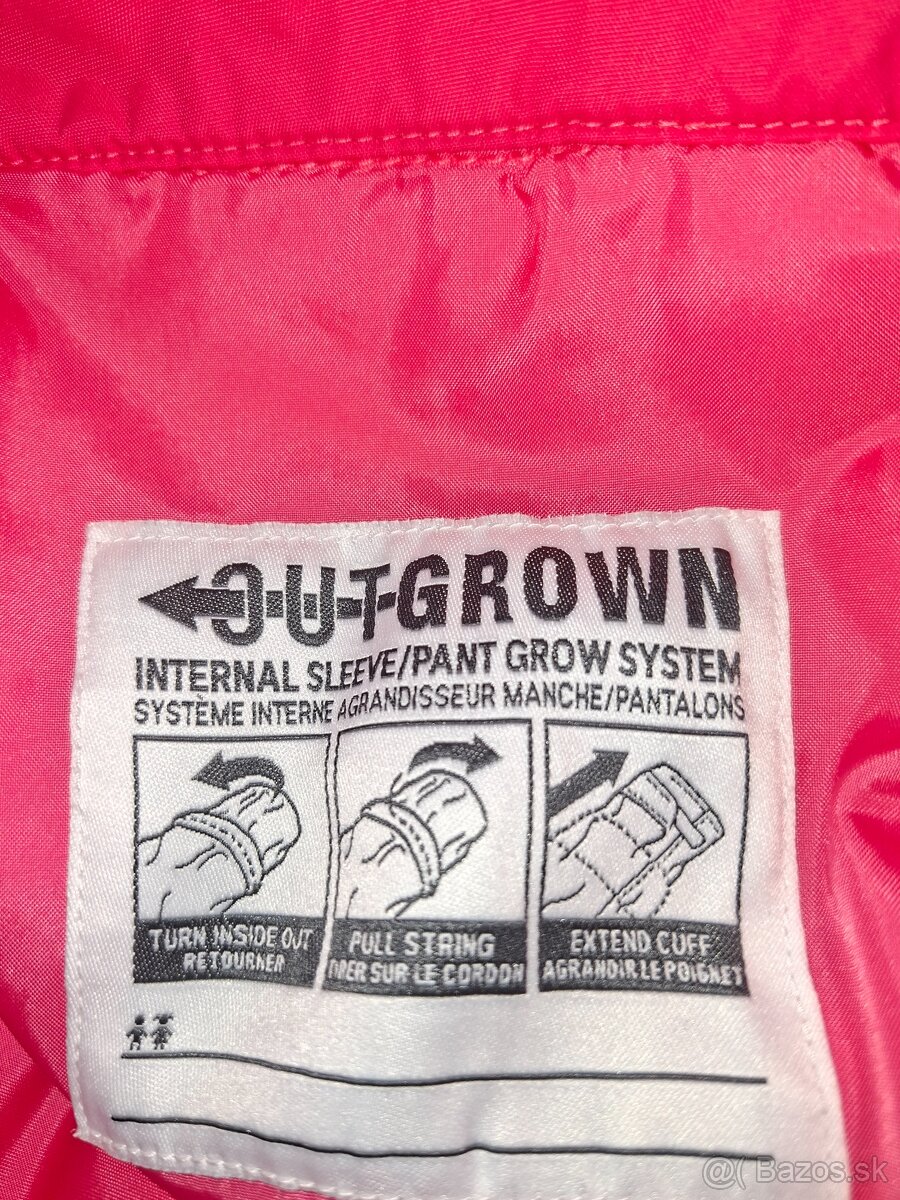 OUTGROWN
INTERNAL SLEEVE/PANT GROW SYSTEM
SYSTÈME INTERNE AGRANDISSEUR MANCHE/PANTALONS
TURN INSIDE OUT
RETOURNER
PULL STRING
TIRER SUR LE CORDON
EXTEND CUFF
AGRANDIR LE POIGNET
@( Bazos.sk